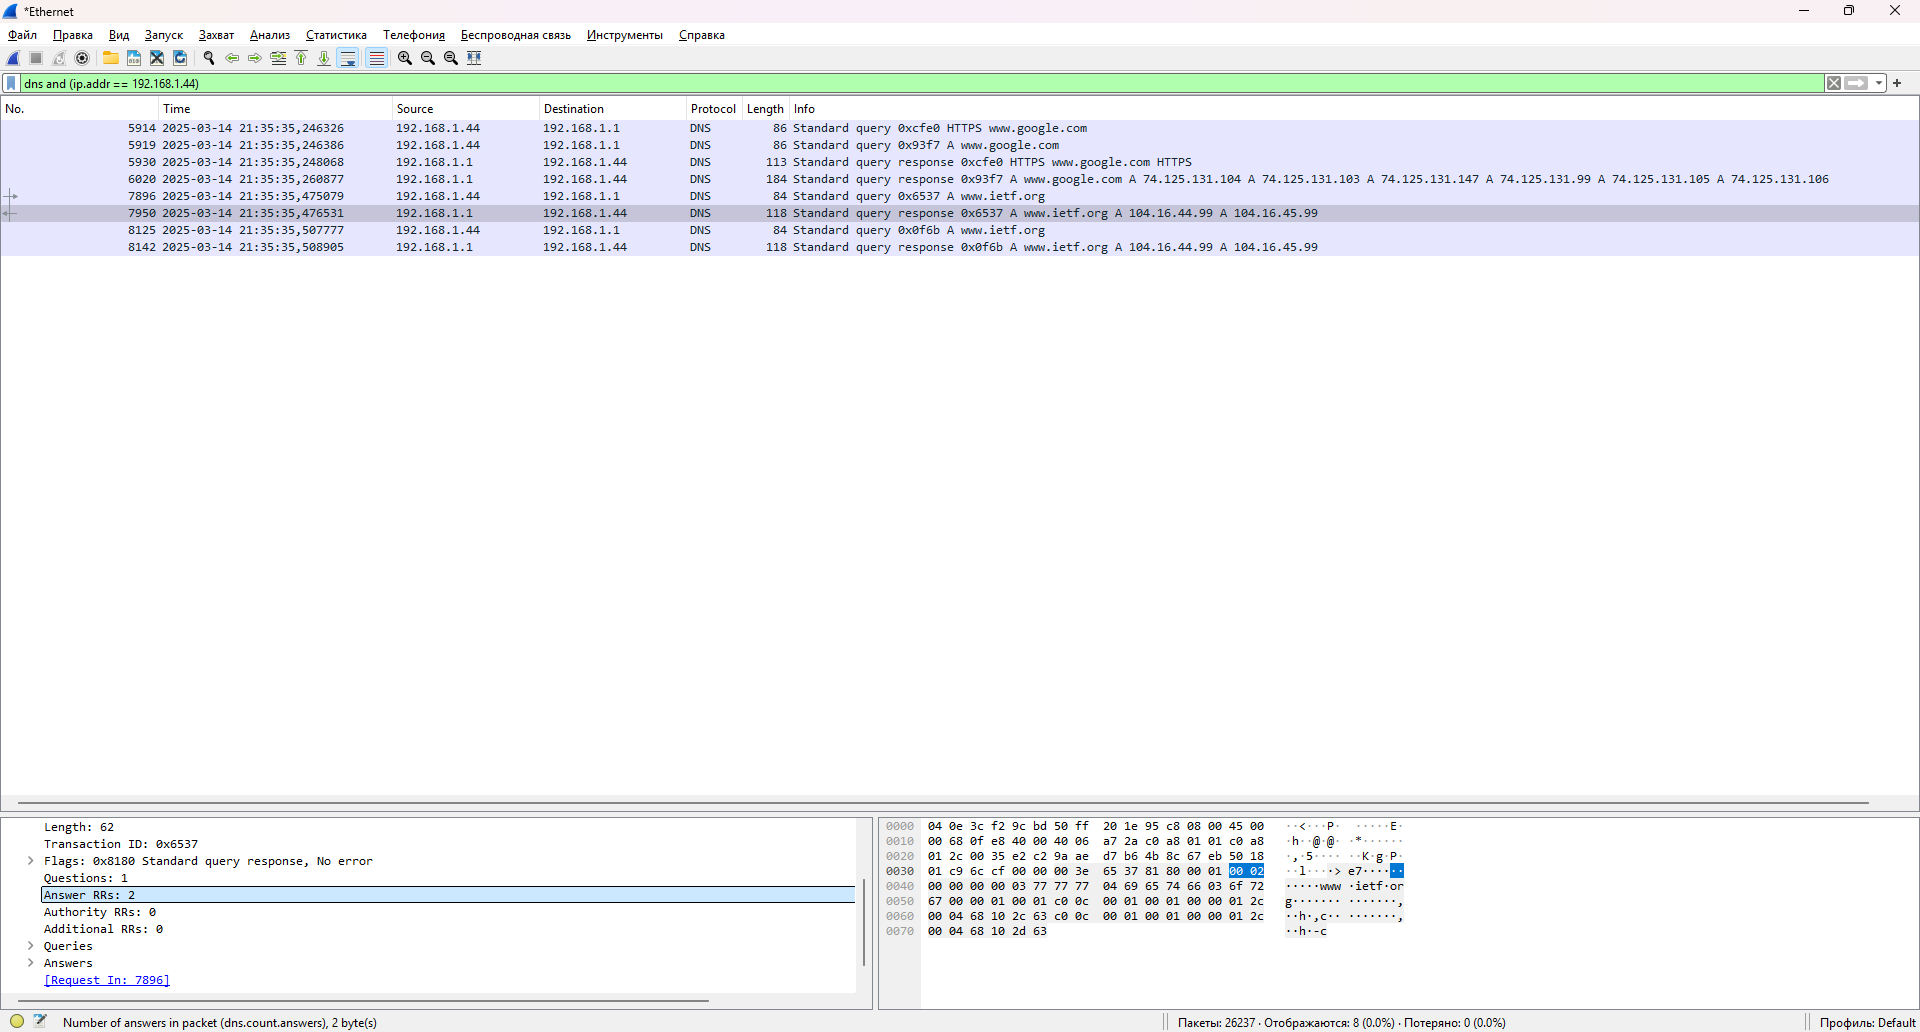 *Ethernet
Файл Правка Вид Запуск Захват Анализ Статистика Телефония Беспроводная связь Инструменты Справка
dns and (ip.addr == 192.168.1.44)
No. Time Source Destination Protocol Length Info
5914 2025-03-14 21:35:35,246326 192.168.1.44 192.168.1.1 DNS 86 Standard query 0xcfe0 HTTPS www.google.com
5919 2025-03-14 21:35:35,246386 192.168.1.44 192.168.1.1 DNS 86 Standard query 0x93f7 A www.google.com
5930 2025-03-14 21:35:35,248068 192.168.1.1 192.168.1.44 DNS 113 Standard query response 0xcfe0 HTTPS www.google.com HTTPS
6020 2025-03-14 21:35:35,260877 192.168.1.1 192.168.1.44 DNS 184 Standard query response 0x93f7 A www.google.com A 74.125.131.104 A 74.125.131.103 A 74.125.131.147 A 74.125.131.99 A 74.125.131.105 A 74.125.131.106
7896 2025-03-14 21:35:35,475079 192.168.1.44 192.168.1.1 DNS 84 Standard query 0x6537 A www.ietf.org
7950 2025-03-14 21:35:35,476531 192.168.1.1 192.168.1.44 DNS 118 Standard query response 0x6537 A www.ietf.org A 104.16.44.99 A 104.16.45.99
8125 2025-03-14 21:35:35,507777 192.168.1.44 192.168.1.1 DNS 84 Standard query 0x0f6b A www.ietf.org
8142 2025-03-14 21:35:35,508905 192.168.1.1 192.168.1.44 DNS 118 Standard query response 0x0f6b A www.ietf.org A 104.16.44.99 A 104.16.45.99
Length: 62
Transaction ID: 0x6537
Flags: 0x8180 Standard query response, No error
Questions: 1
Answer RRs: 2
Authority RRs: 0
Additional RRs: 0
Queries
Answers
[Request In: 7896]
0000 04 0e 3c f2 9c bd 50 ff 20 1e 95 c8 08 00 45 00 ··<···P· ·····E·
0010 00 68 0f e8 40 00 40 06 a7 2a c0 a8 01 01 c0 a8 ·h··@·@· ·*······
0020 01 2c 00 35 e2 c2 9a ae d7 b6 4b 8c 67 eb 50 18 ·,·5···· ··K·g·P·
0030 01 c9 6c cf 00 00 00 3e 65 37 81 80 00 01 00 02 ··l····> e7······
0040 00 00 00 00 03 77 77 77 04 69 65 74 66 03 6f 72 ·····www ·ietf·or
0050 67 00 00 01 00 01 c0 0c 00 01 00 01 00 00 01 2c g······· ·······,
0060 00 04 68 10 2c 63 c0 0c 00 01 00 01 00 00 01 2c ··h·,c·· ·······,
0070 00 04 68 10 2d 63 ··h·-c
Number of answers in packet (dns.count.answers), 2 byte(s)
Пакеты: 26237 · Отображаются: 8 (0.0%) · Потеряно: 0 (0.0%)
Профиль: Default